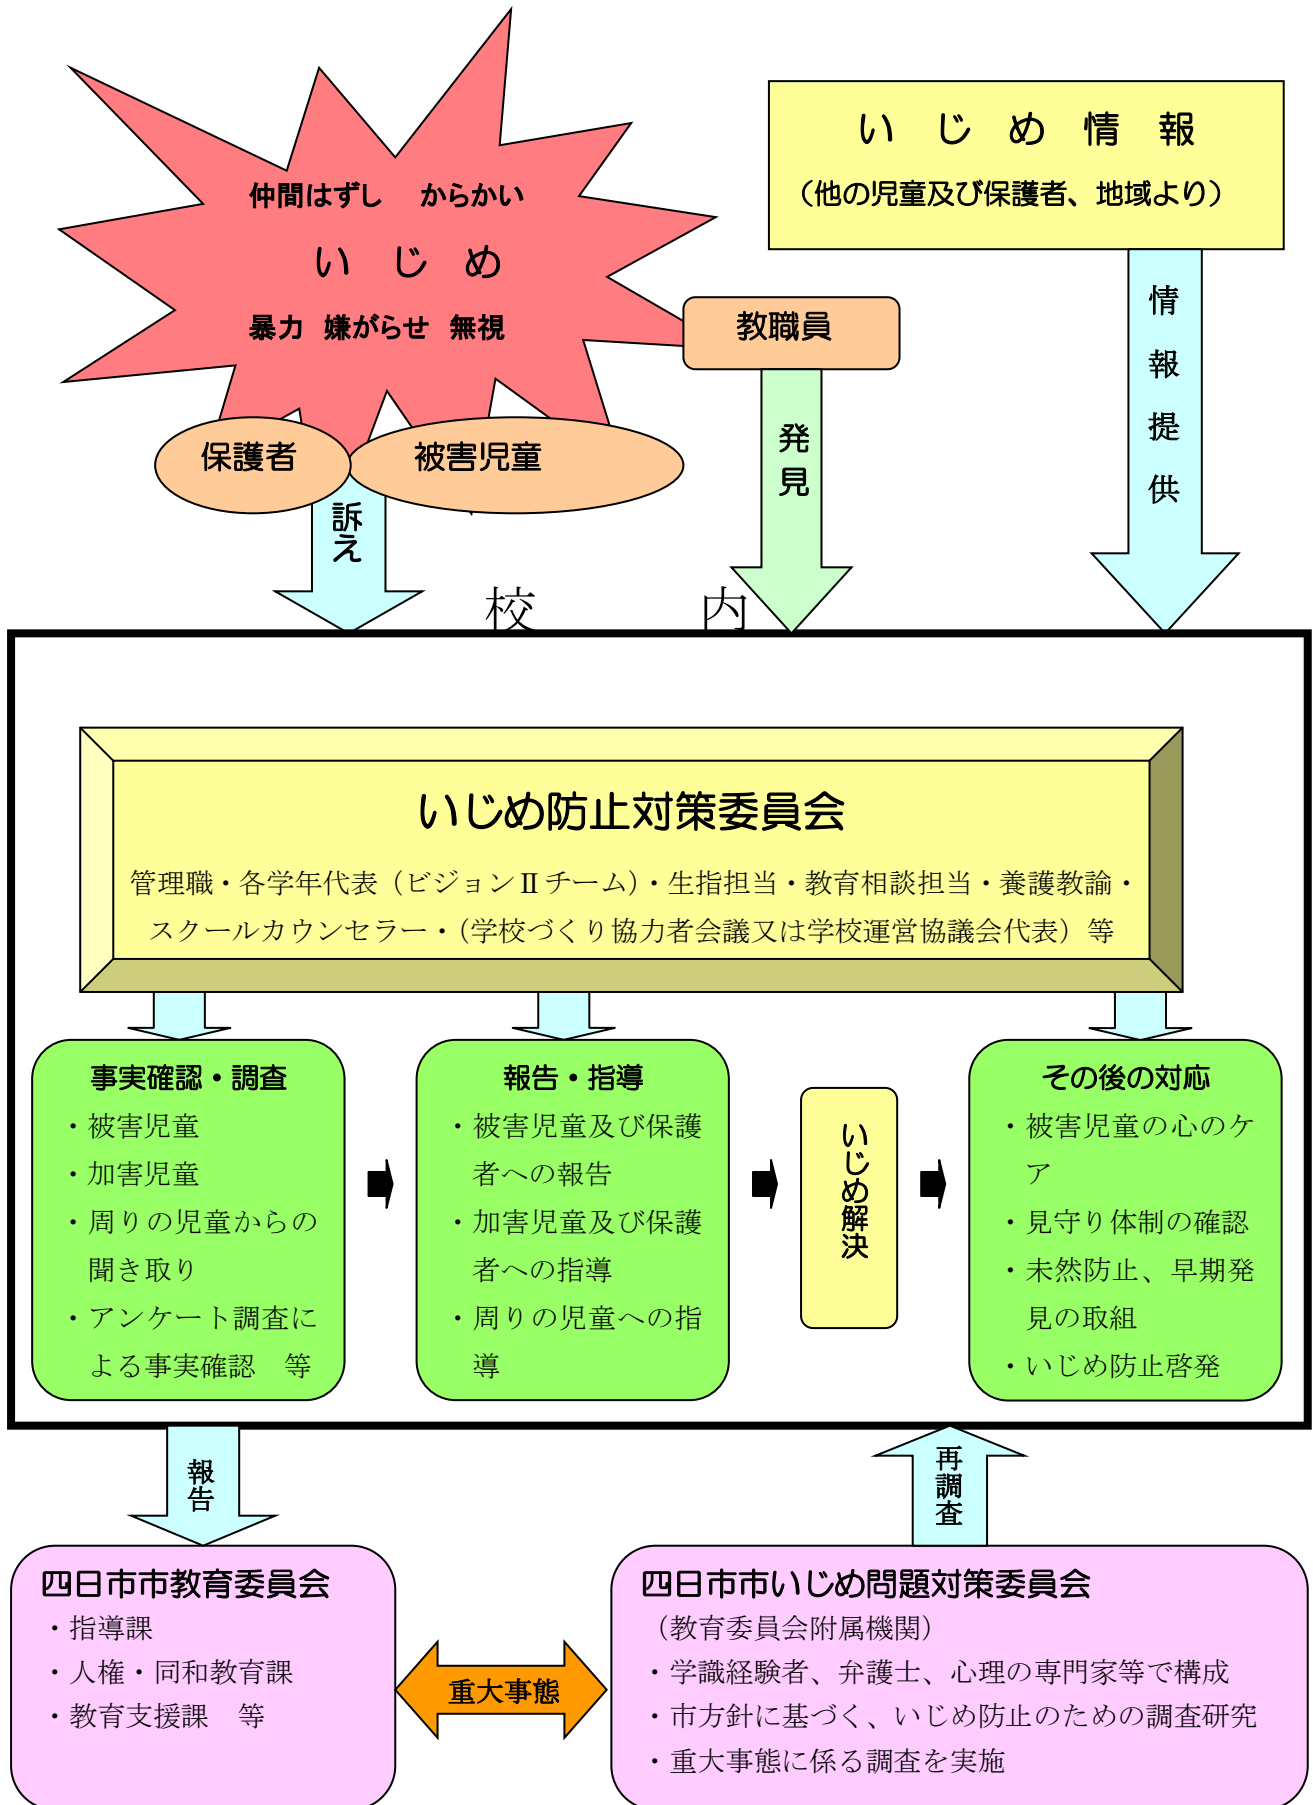 仲間はずし　からかい
い　じ　め
暴力　嫌がらせ　無視
い　じ　め　情　報
（他の児童及び保護者、地域より）
教職員
保護者
被害児童
訴え
発見
情報提供
校　内
いじめ防止対策委員会
管理職・各学年代表（ビジョンⅡチーム）・生指担当・教育相談担当・養護教諭・
スクールカウンセラー・（学校づくり協力者会議又は学校運営協議会代表）等
事実確認・調査
・被害児童
・加害児童
・周りの児童からの
聞き取り
・アンケート調査に
よる事実確認　等
報告・指導
・被害児童及び保護
者への報告
・加害児童及び保護
者への指導
・周りの児童への指
導
いじめ解決
その後の対応
・被害児童の心のケ
ア
・見守り体制の確認
・未然防止、早期発
見の取組
・いじめ防止啓発
報告
再調査
四日市市教育委員会
・指導課
・人権・同和教育課
・教育支援課　等
重大事態
四日市市いじめ問題対策委員会
（教育委員会附属機関）
・学識経験者、弁護士、心理の専門家等で構成
・市方針に基づく、いじめ防止のための調査研究
・重大事態に係る調査を実施